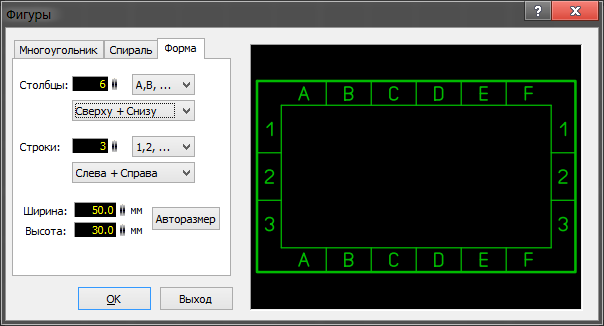 Фигуры
Многоугольник Спираль Форма
Столбцы: 6 A,B, ...
Сверху + Снизу
Строки: 3 1,2, ...
Слева + Справа
Ширина: 50.0 мм
Высота: 30.0 мм
Авторазмер
OK Выход
A B C D E F
1 1
2 2
3 3
A B C D E F